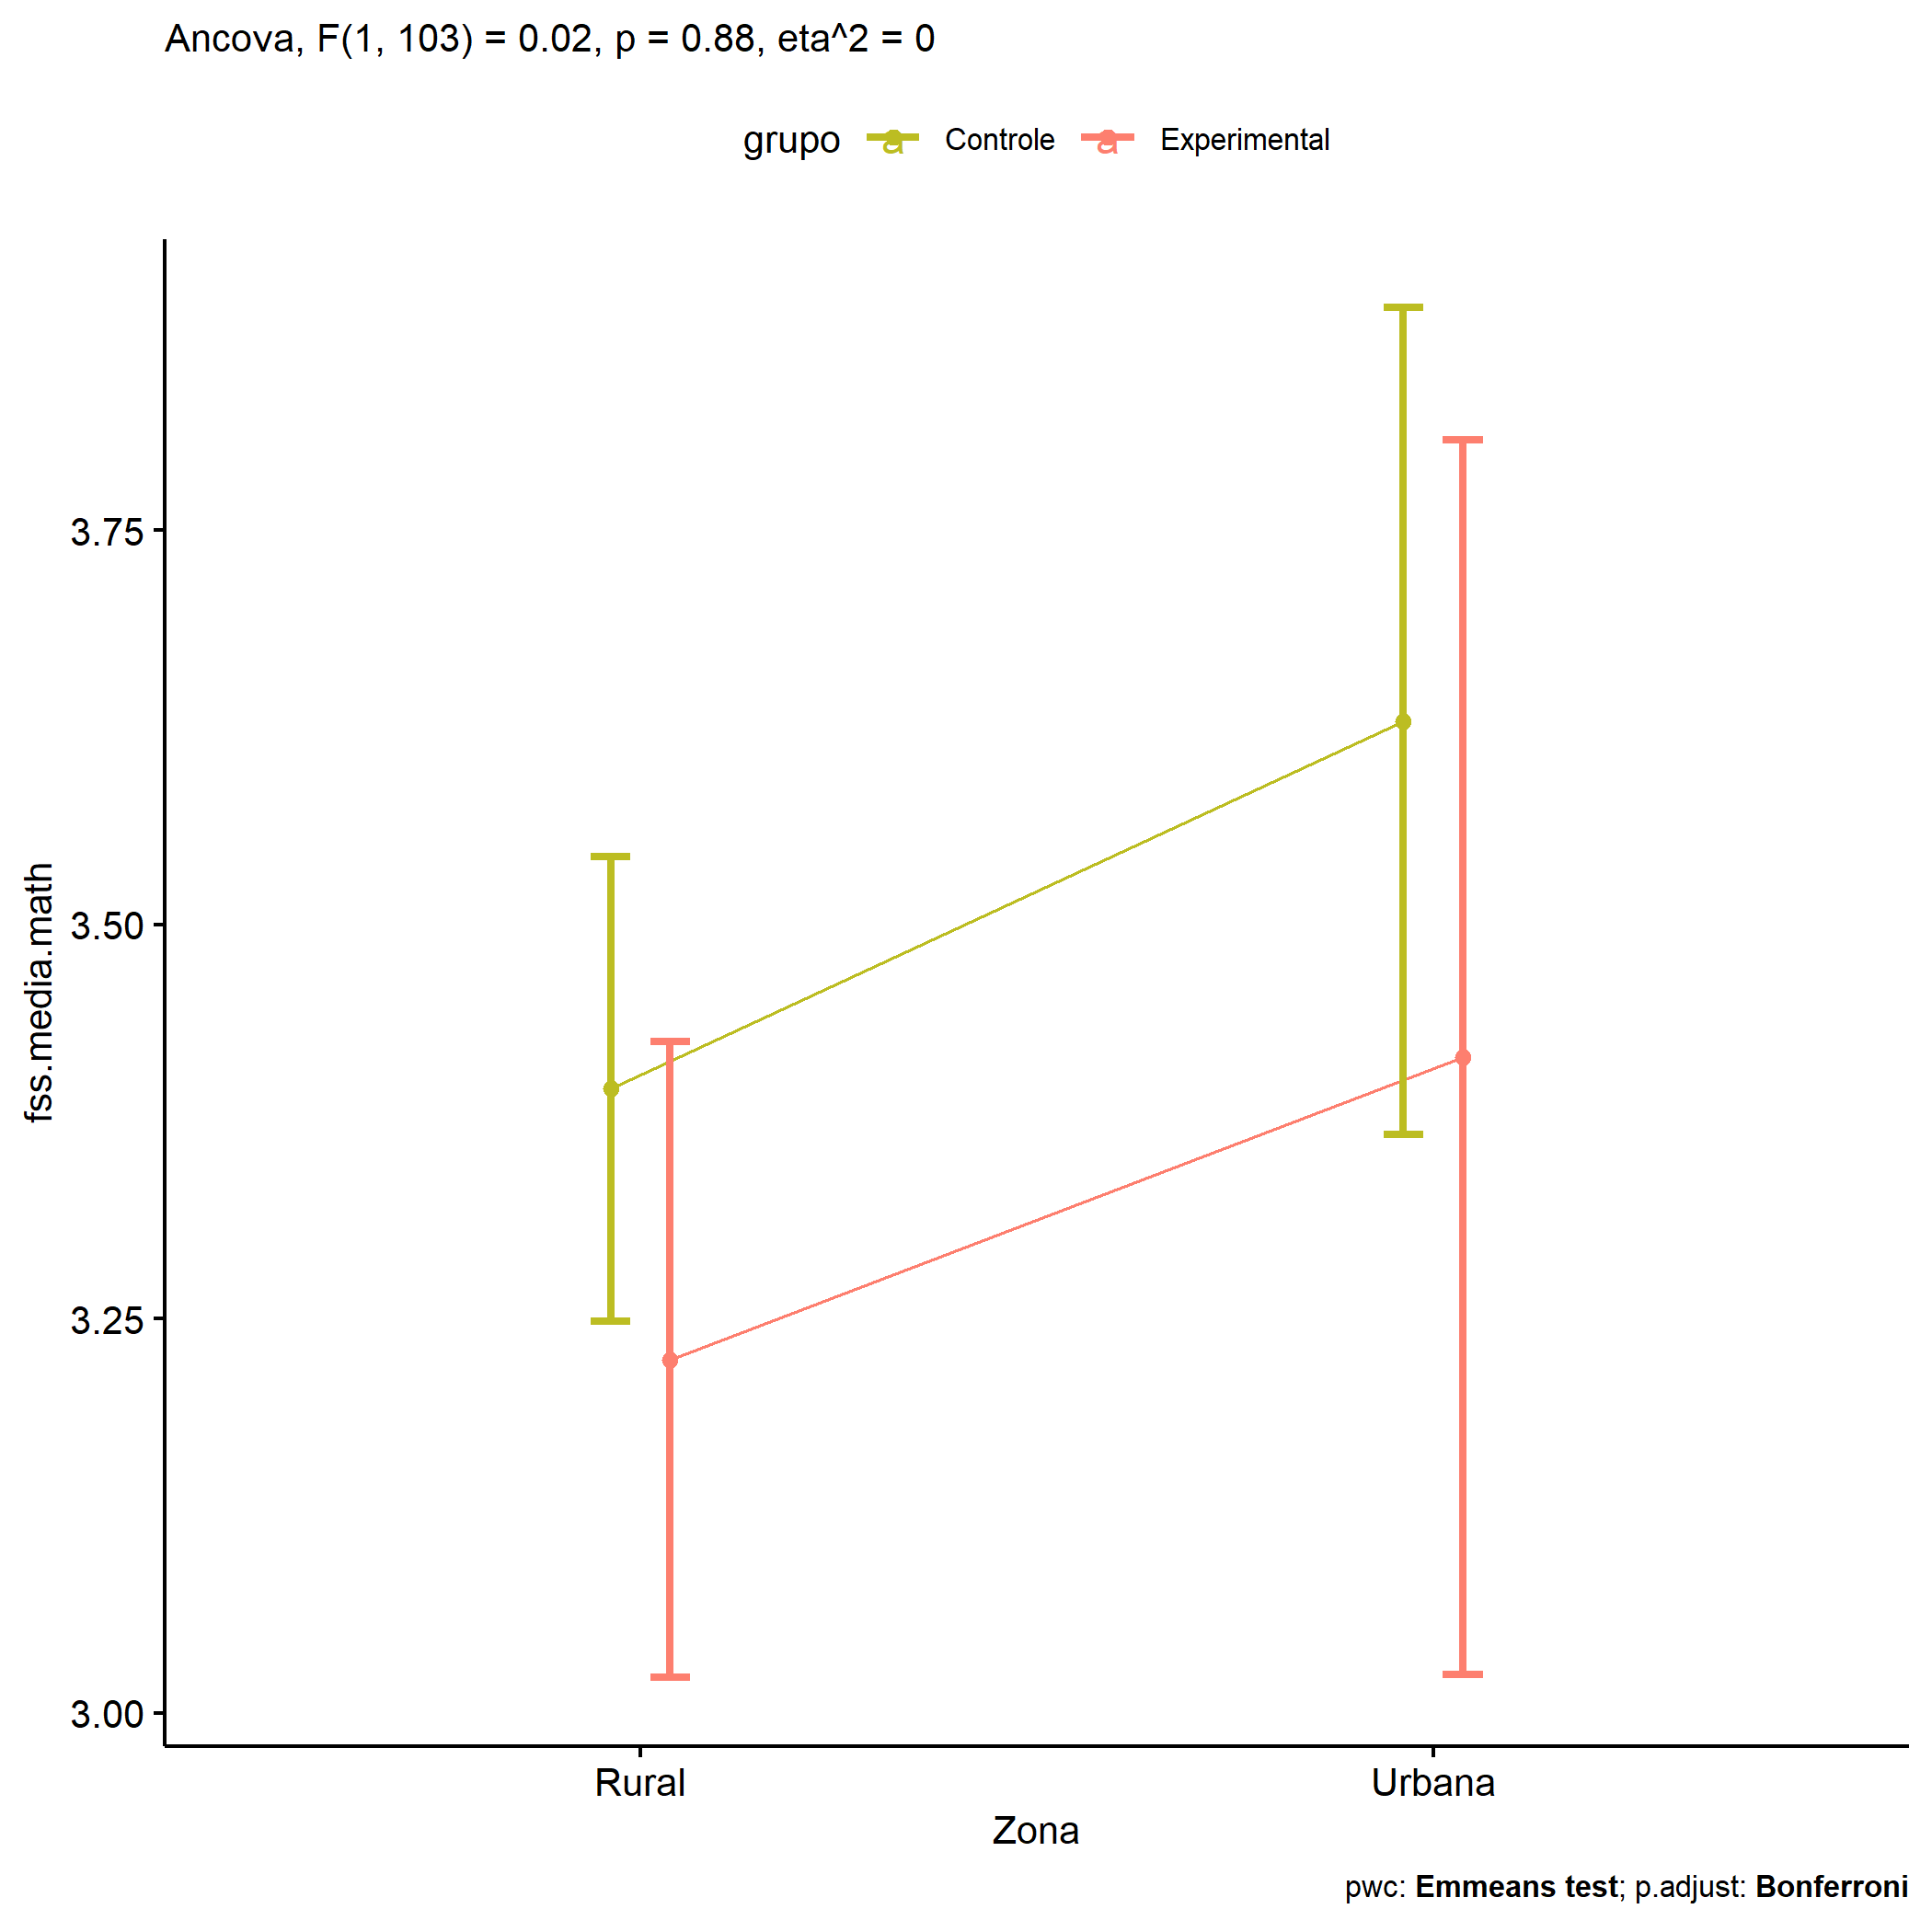 Ancova, F(1, 103) = 0.02, p = 0.88, eta^2 = 0
grupo a Controle a Experimental
3.75
3.50
3.25
3.00
fss.media.math
Rural Urbana
Zona
pwc: Emmeans test; p.adjust: Bonferroni